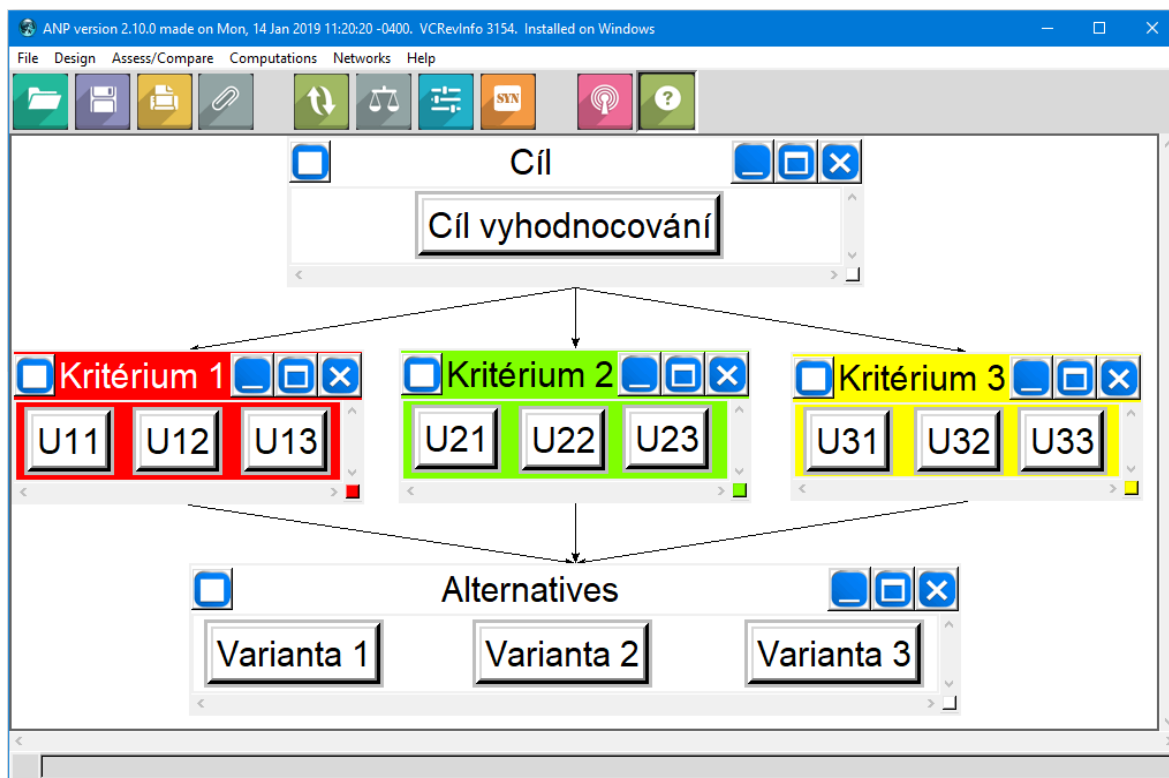 ANP version 2.10.0 made on Mon, 14 Jan 2019 11:20:20 -0400. VCRevInfo 3154. Installed on Windows
File Design Assess/Compare Computations Networks Help
SYN
Cíl
Cíl vyhodnocování
Kritérium 1
U11 U12 U13
Kritérium 2
U21 U22 U23
Kritérium 3
U31 U32 U33
Alternatives
Varianta 1 Varianta 2 Varianta 3